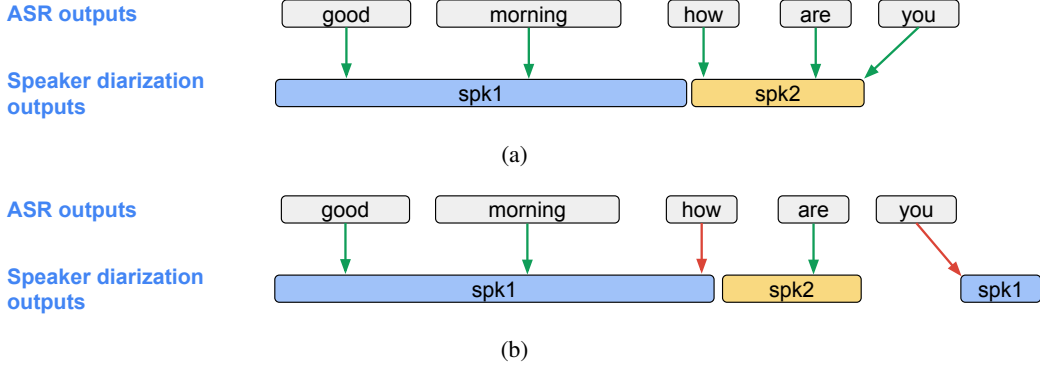 ASR outputs
good morning how are you
Speaker diarization
outputs
spk1 spk2
(a)
ASR outputs
good morning how are you
Speaker diarization
outputs
spk1 spk2 spk1
(b)